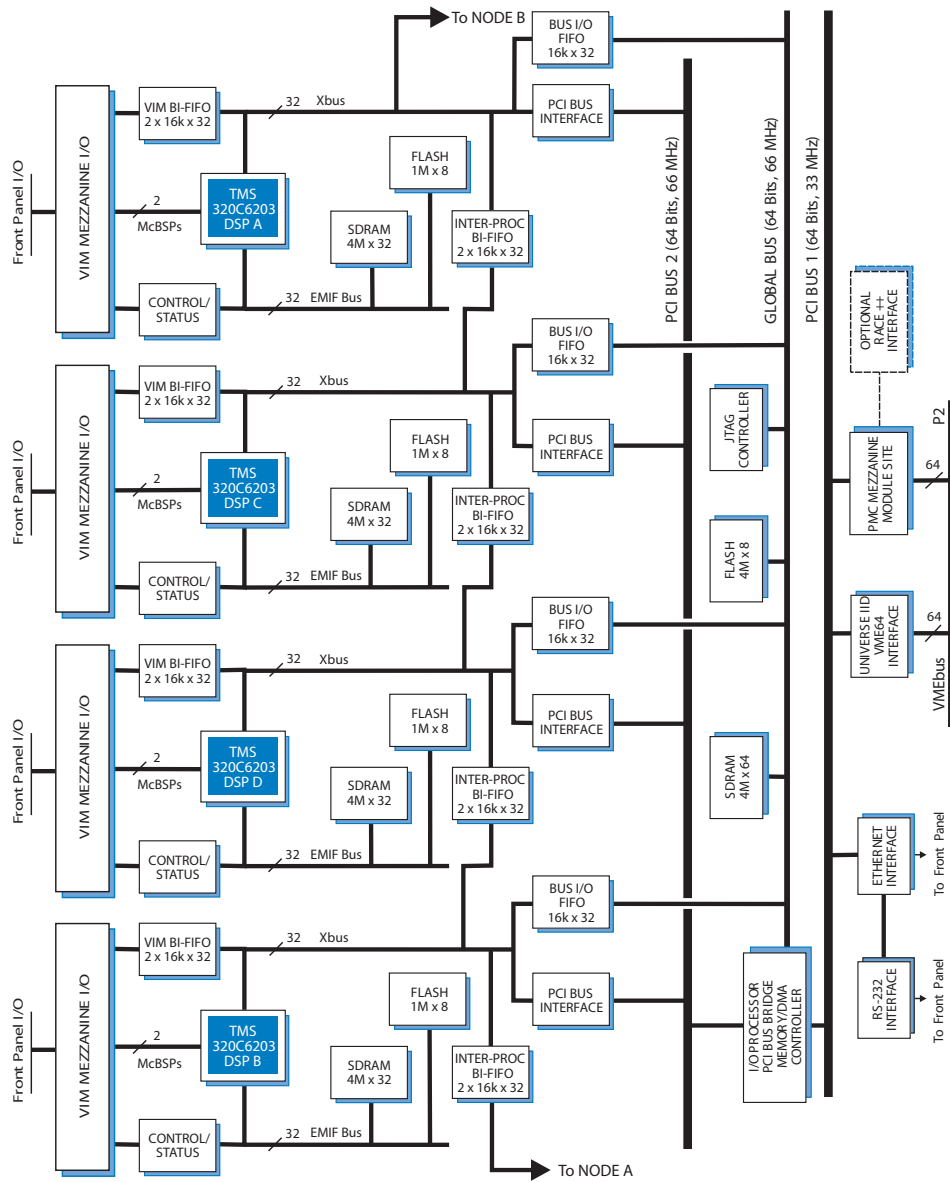 To NODE B
Front Panel I/O
VIM MEZZANINE I/O
VIM BI-FIFO
2 x 16k x 32
2
McBSPs
TMS
320C6203
DSP A
CONTROL/
STATUS
32
Xbus
32
EMIF Bus
SDRAM
4M x 32
FLASH
1M x 8
INTER-PROC
BI-FIFO
2 x 16k x 32
BUS I/O
FIFO
16k x 32
PCI BUS
INTERFACE
Front Panel I/O
VIM MEZZANINE I/O
VIM BI-FIFO
2 x 16k x 32
2
McBSPs
TMS
320C6203
DSP C
CONTROL/
STATUS
32
Xbus
32
EMIF Bus
SDRAM
4M x 32
FLASH
1M x 8
INTER-PROC
BI-FIFO
2 x 16k x 32
BUS I/O
FIFO
16k x 32
PCI BUS
INTERFACE
Front Panel I/O
VIM MEZZANINE I/O
VIM BI-FIFO
2 x 16k x 32
2
McBSPs
TMS
320C6203
DSP D
CONTROL/
STATUS
32
Xbus
32
EMIF Bus
SDRAM
4M x 32
FLASH
1M x 8
INTER-PROC
BI-FIFO
2 x 16k x 32
BUS I/O
FIFO
16k x 32
PCI BUS
INTERFACE
Front Panel I/O
VIM MEZZANINE I/O
VIM BI-FIFO
2 x 16k x 32
2
McBSPs
TMS
320C6203
DSP B
CONTROL/
STATUS
32
Xbus
32
EMIF Bus
SDRAM
4M x 32
FLASH
1M x 8
INTER-PROC
BI-FIFO
2 x 16k x 32
BUS I/O
FIFO
16k x 32
PCI BUS
INTERFACE
To NODE A
PCI BUS 2 (64 Bits, 66 MHz)
GLOBAL BUS (64 Bits, 66 MHz)
PCI BUS 1 (64 Bits, 33 MHz)
JTAG
CONTROLLER
FLASH
4M x 8
SDRAM
4M x 64
I/O PROCESSOR
PCI BUS BRIDGE
MEMORY/DMA
CONTROLLER
OPTIONAL
RACE ++
INTERFACE
PMC MEZZANINE
MODULE SITE
64
P2
UNIVERSE IID
VME64
INTERFACE
64
VMEbus
ETHERNET
INTERFACE
To Front Panel
RS-232
INTERFACE
To Front Panel